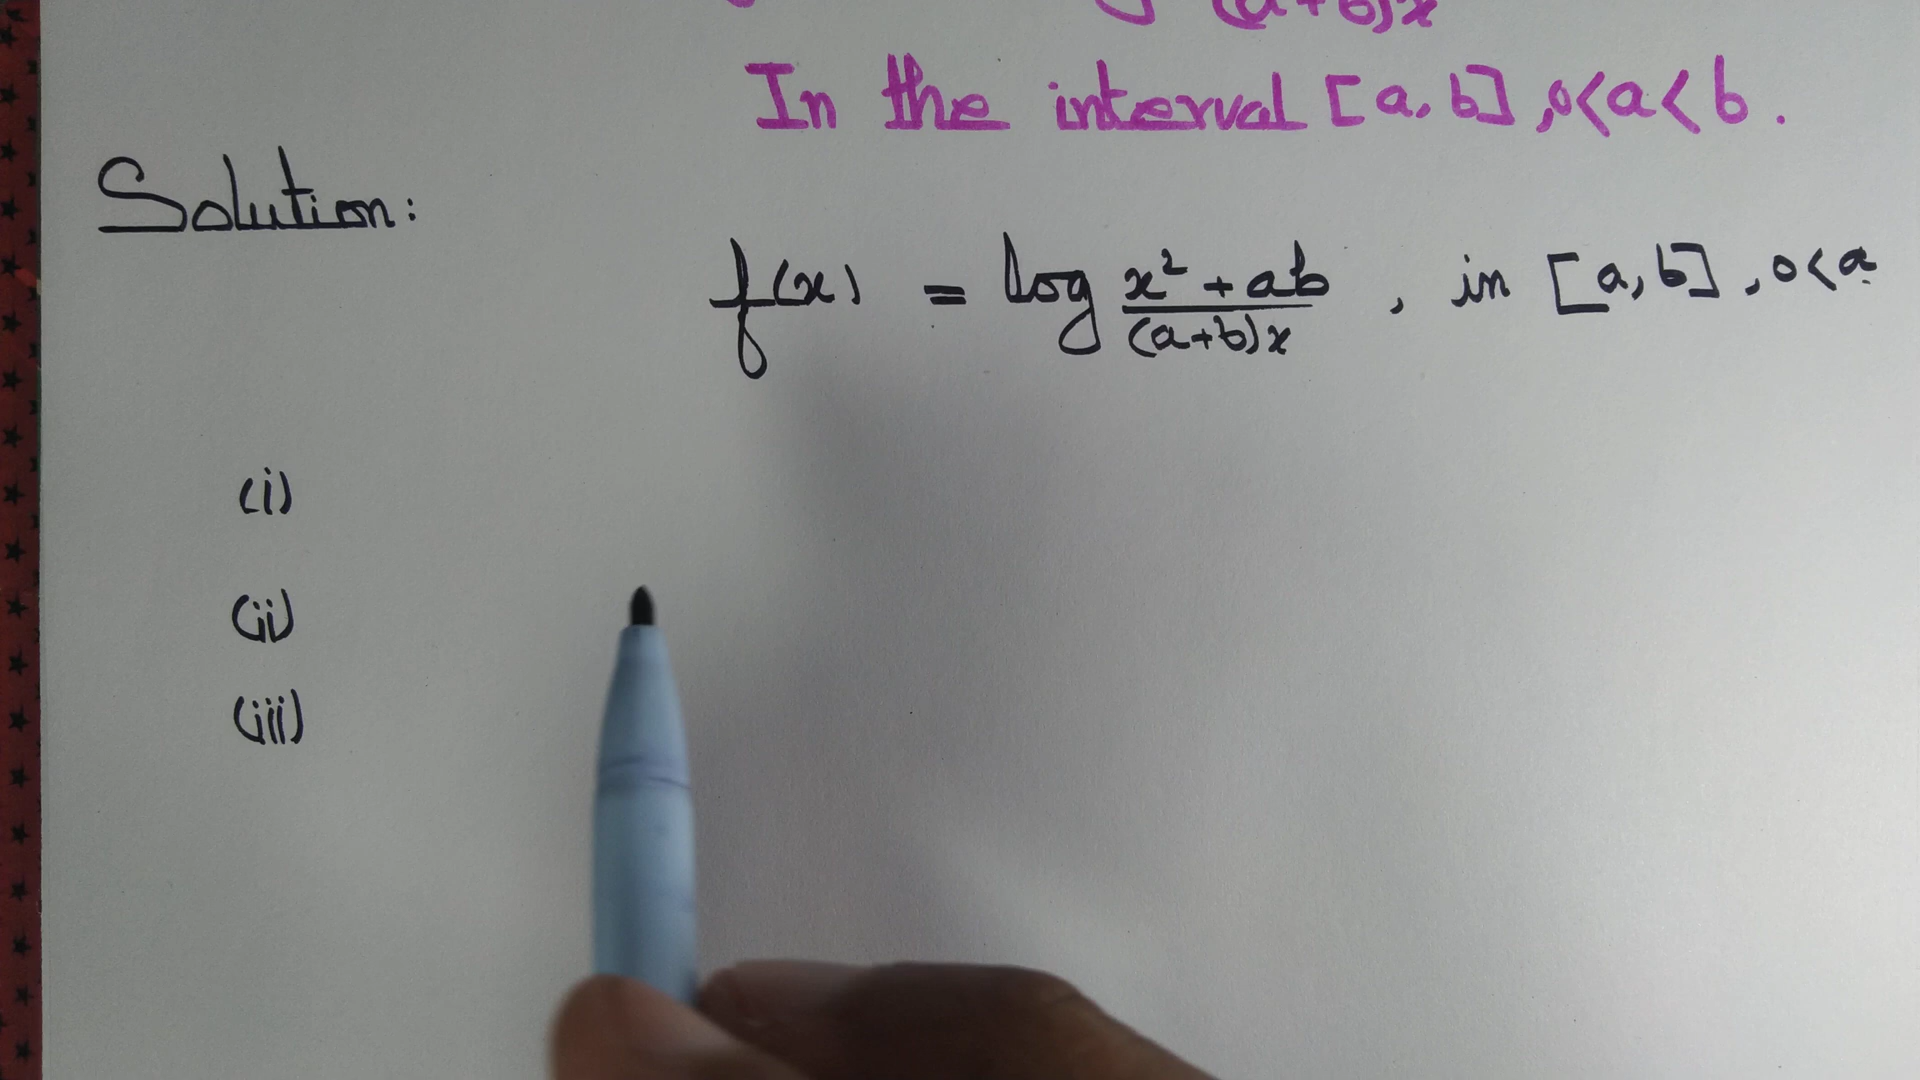 (a+b)x
In the interval [a, b], 0<a<b.
Solution:
f(x) = log x² + ab / (a+b)x , in [a, b], 0<a
(i)
(ii)
(iii)